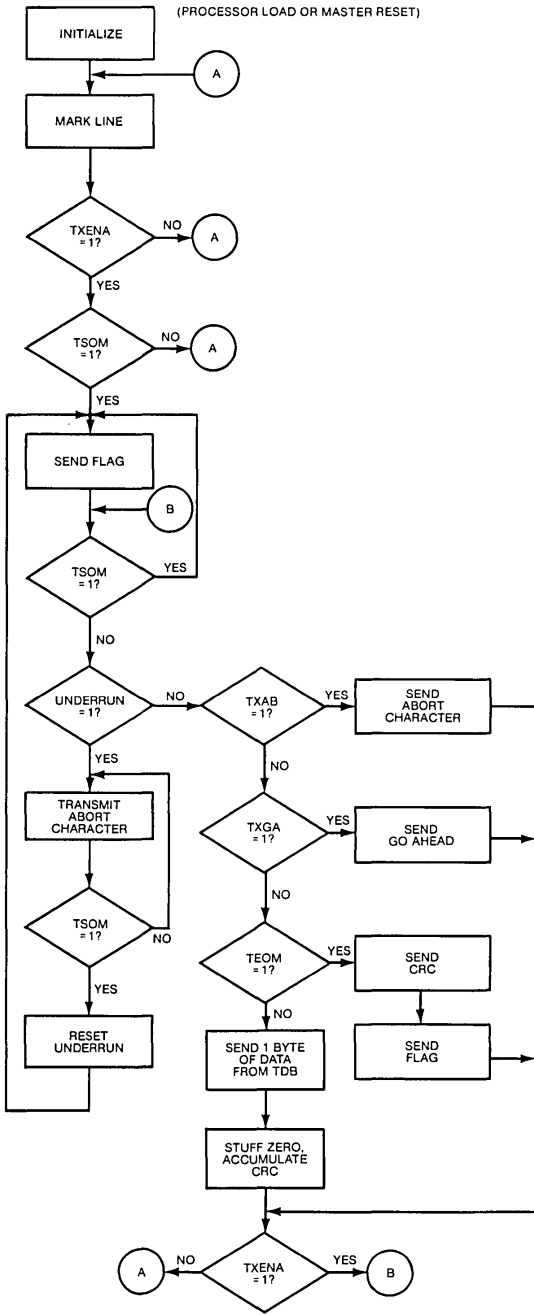 (PROCESSOR LOAD OR MASTER RESET)
INITIALIZE
A
MARK LINE
TXENA
= 1?
NO
A
YES
TSOM
= 1?
NO
A
YES
SEND FLAG
B
TSOM
= 1?
YES
NO
UNDERRUN
= 1?
NO
TXAB
= 1?
YES
SEND
ABORT
CHARACTER
YES
NO
TRANSMIT
ABORT
CHARACTER
TXGA
= 1?
YES
SEND
GO AHEAD
TSOM
= 1?
NO
NO
YES
TEOM
= 1?
YES
SEND
CRC
NO
RESET
UNDERRUN
SEND 1 BYTE
OF DATA
FROM TDB
SEND
FLAG
STUFF ZERO,
ACCUMULATE
CRC
A
NO
TXENA
= 1?
YES
B